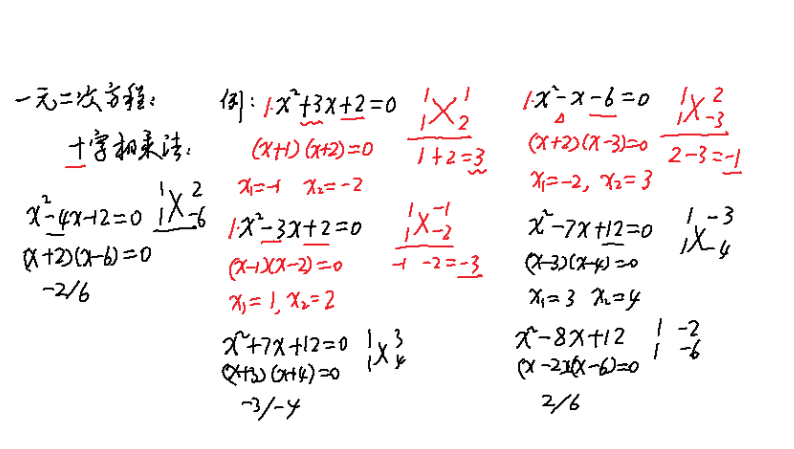 一元二次方程:
十字相乘法:
x²-4x-12=0
1 2
1 -6
(x+2)(x-6)=0
-2/6
例: 1·x²+3x+2=0
1 1
1 2
(x+1)(x+2)=0
1+2=3
x₁=-1 x₂=-2
1·x²-3x+2=0
1 -1
1 -2
(x-1)(x-2)=0
-1 -2=-3
x₁=1, x₂=2
x²+7x+12=0
1 3
1 4
(x+3)(x+4)=0
-3/-4
1·x²-x-6=0
1 2
1 -3
(x+2)(x-3)=0
2-3=-1
x₁=-2, x₂=3
x²-7x+12=0
1 -3
1 -4
(x-3)(x-4)=0
x₁=3 x₂=4
x²-8x+12
1 -2
1 -6
(x-2)(x-6)=0
2/6